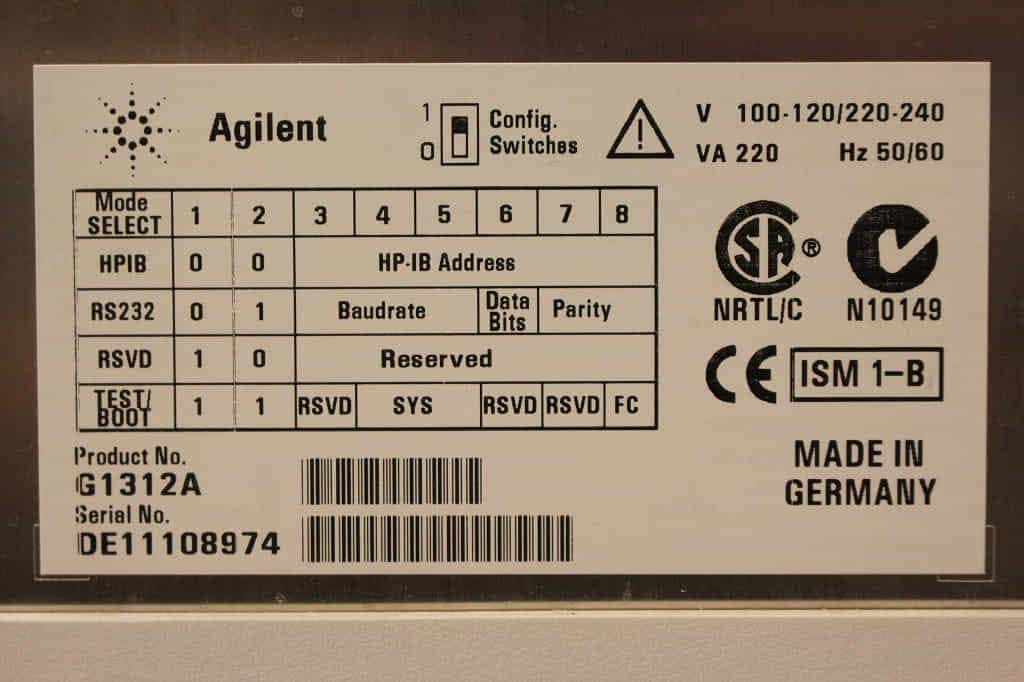 Agilent
1
0
Config.
Switches
V 100-120/220-240
VA 220 Hz 50/60
Mode
SELECT 1 2 3 4 5 6 7 8
HPIB 0 0 HP-IB Address
RS232 0 1 Baudrate Data
Bits Parity
RSVD 1 0 Reserved
TEST/
BOOT 1 1 RSVD SYS RSVD RSVD FC
SA ®
NRTL/C
N10149
CE ISM 1-B
Product No.
G1312A
Serial No.
DE11108974
MADE IN
GERMANY